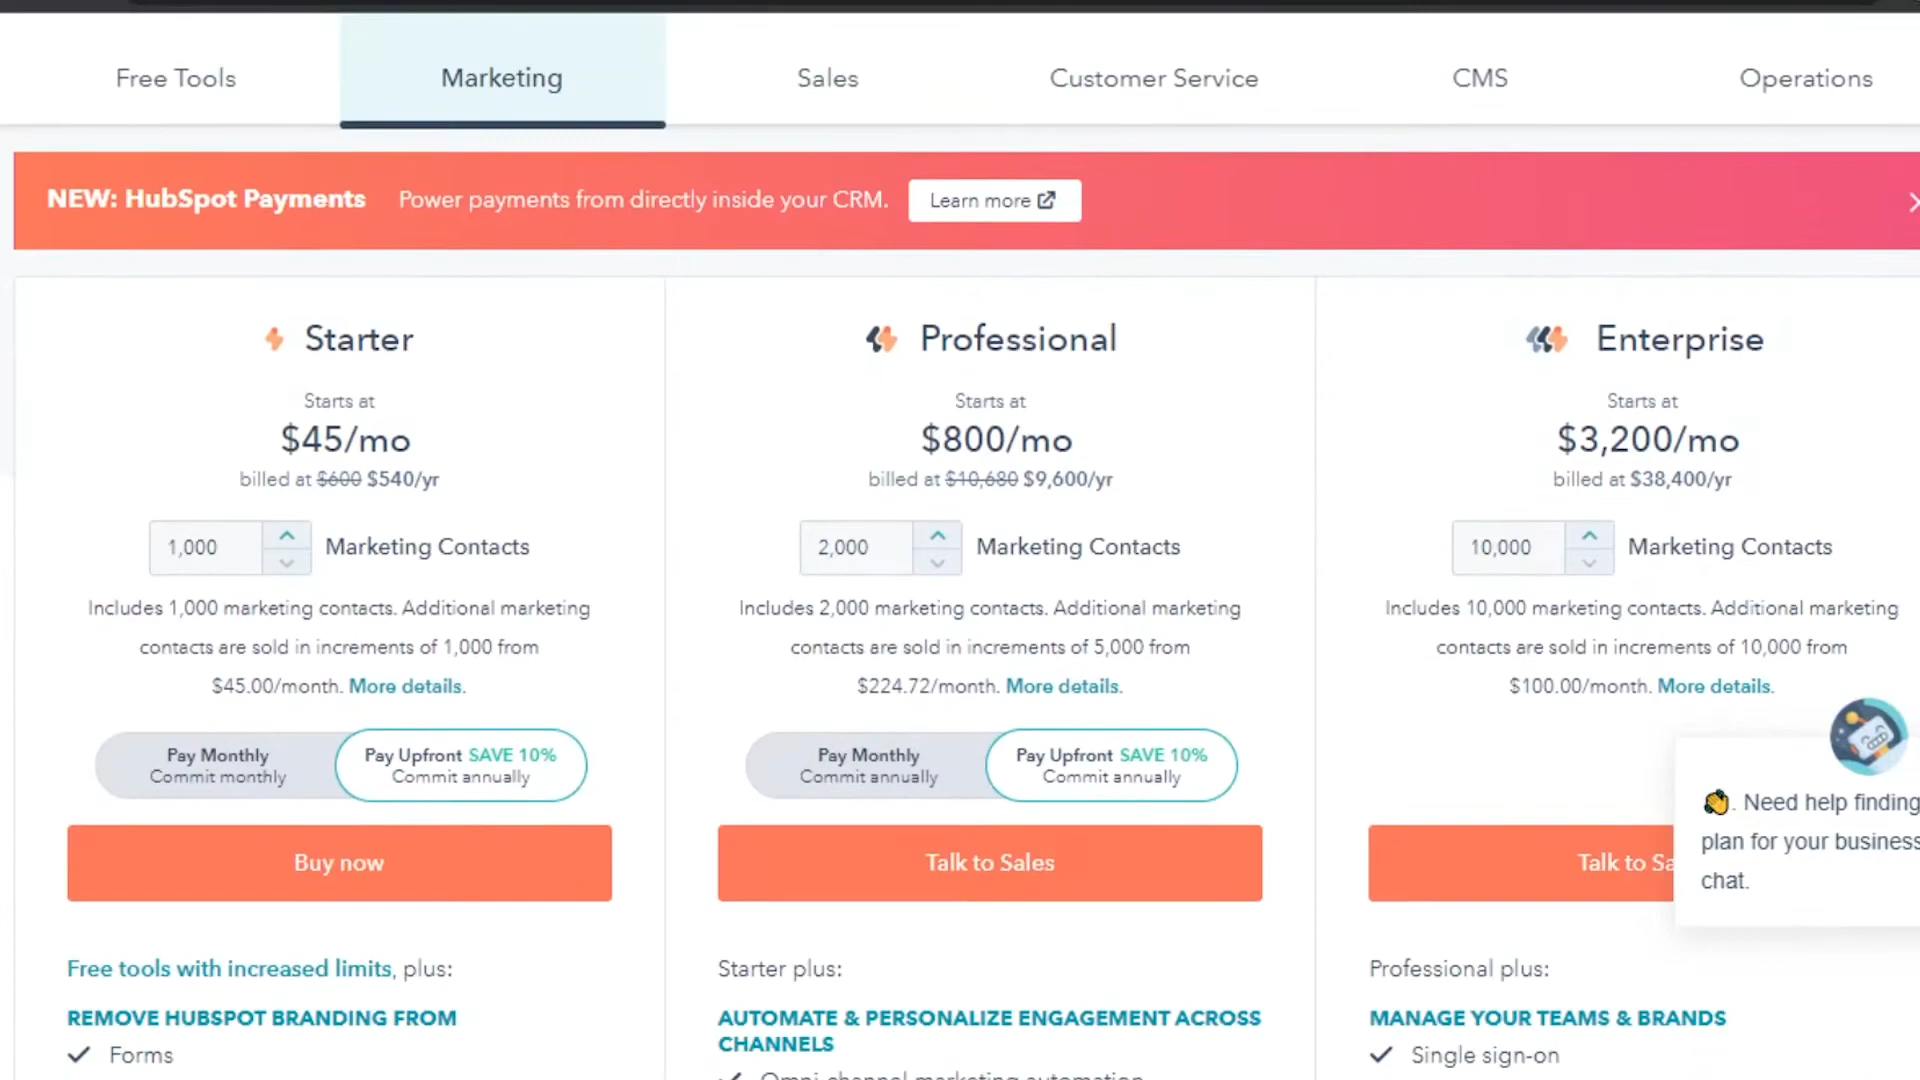 Free Tools
Marketing
Sales
Customer Service
CMS
Operations
NEW: HubSpot Payments Power payments from directly inside your CRM. Learn more
Starter
Starts at
$45/mo
billed at $600 $540/yr
1,000 Marketing Contacts
Includes 1,000 marketing contacts. Additional marketing
contacts are sold in increments of 1,000 from
$45.00/month. More details.
Pay Monthly
Commit monthly
Pay Upfront SAVE 10%
Commit annually
Buy now
Free tools with increased limits, plus:
REMOVE HUBSPOT BRANDING FROM
Forms
Professional
Starts at
$800/mo
billed at $10,680 $9,600/yr
2,000 Marketing Contacts
Includes 2,000 marketing contacts. Additional marketing
contacts are sold in increments of 5,000 from
$224.72/month. More details.
Pay Monthly
Commit annually
Pay Upfront SAVE 10%
Commit annually
Talk to Sales
Starter plus:
AUTOMATE & PERSONALIZE ENGAGEMENT ACROSS
CHANNELS
Omni-channel marketing automation
Enterprise
Starts at
$3,200/mo
billed at $38,400/yr
10,000 Marketing Contacts
Includes 10,000 marketing contacts. Additional marketing
contacts are sold in increments of 10,000 from
$100.00/month. More details.
Talk to Sa
Professional plus:
MANAGE YOUR TEAMS & BRANDS
Single sign-on
Need help finding
plan for your business
chat.